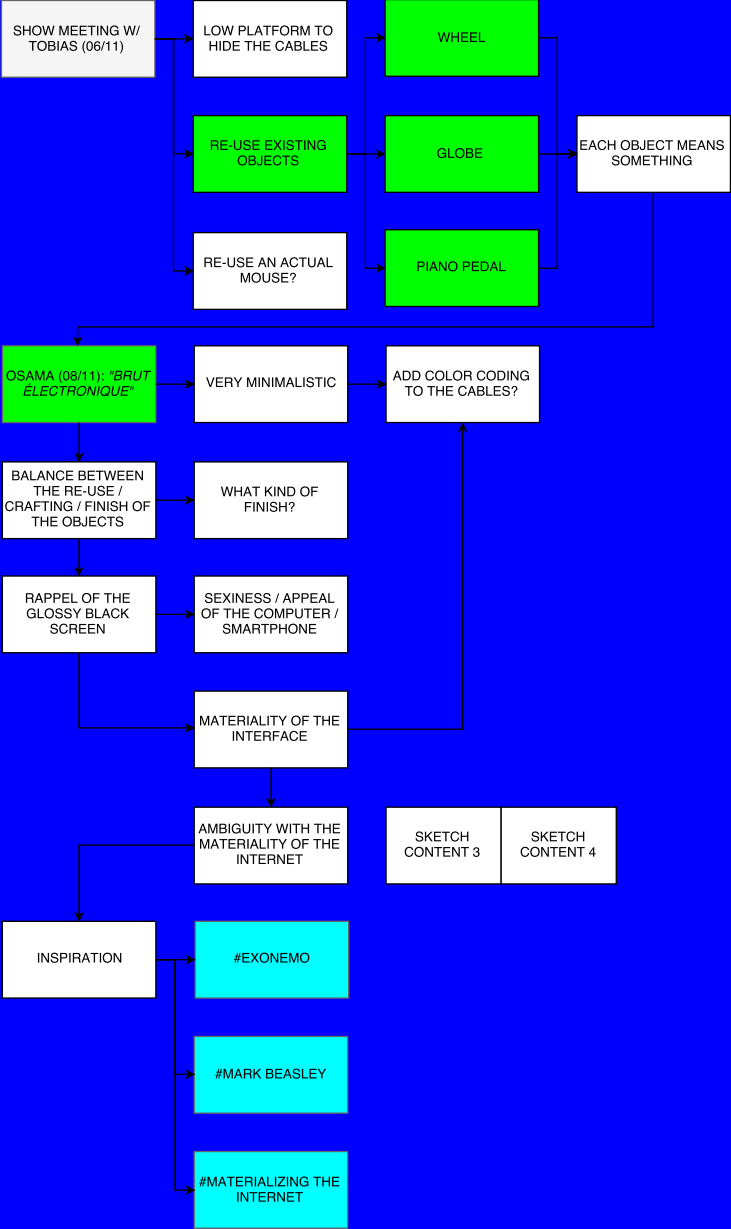 SHOW MEETING W/
TOBIAS (06/11)
LOW PLATFORM TO
HIDE THE CABLES
WHEEL
RE-USE EXISTING
OBJECTS
GLOBE
EACH OBJECT MEANS
SOMETHING
RE-USE AN ACTUAL
MOUSE?
PIANO PEDAL
OSAMA (08/11): "BRUT
ÉLECTRONIQUE"
VERY MINIMALISTIC
ADD COLOR CODING
TO THE CABLES?
BALANCE BETWEEN
THE RE-USE /
CRAFTING / FINISH OF
THE OBJECTS
WHAT KIND OF
FINISH?
RAPPEL OF THE
GLOSSY BLACK
SCREEN
SEXINESS / APPEAL
OF THE COMPUTER /
SMARTPHONE
MATERIALITY OF THE
INTERFACE
AMBIGUITY WITH THE
MATERIALITY OF THE
INTERNET
SKETCH
CONTENT 3
SKETCH
CONTENT 4
INSPIRATION
#EXONEMO
#MARK BEASLEY
#MATERIALIZING THE
INTERNET